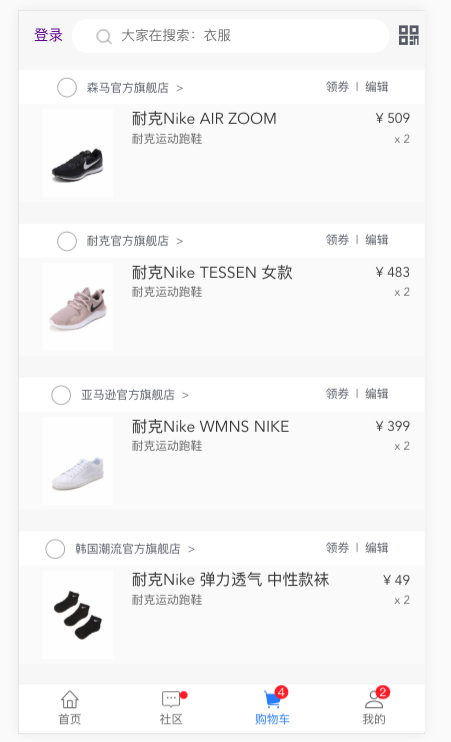 登录 大家在搜索：衣服
森马官方旗舰店 > 领券 | 编辑
耐克Nike AIR ZOOM ¥ 509
耐克运动跑鞋 x 2
耐克官方旗舰店 > 领券 | 编辑
耐克Nike TESSEN 女款 ¥ 483
耐克运动跑鞋 x 2
亚马逊官方旗舰店 > 领券 | 编辑
耐克Nike WMNS NIKE ¥ 399
耐克运动跑鞋 x 2
韩国潮流官方旗舰店 > 领券 | 编辑
耐克Nike 弹力透气 中性款袜 ¥ 49
耐克运动跑鞋 x 2
4 2
首页 社区 购物车 我的